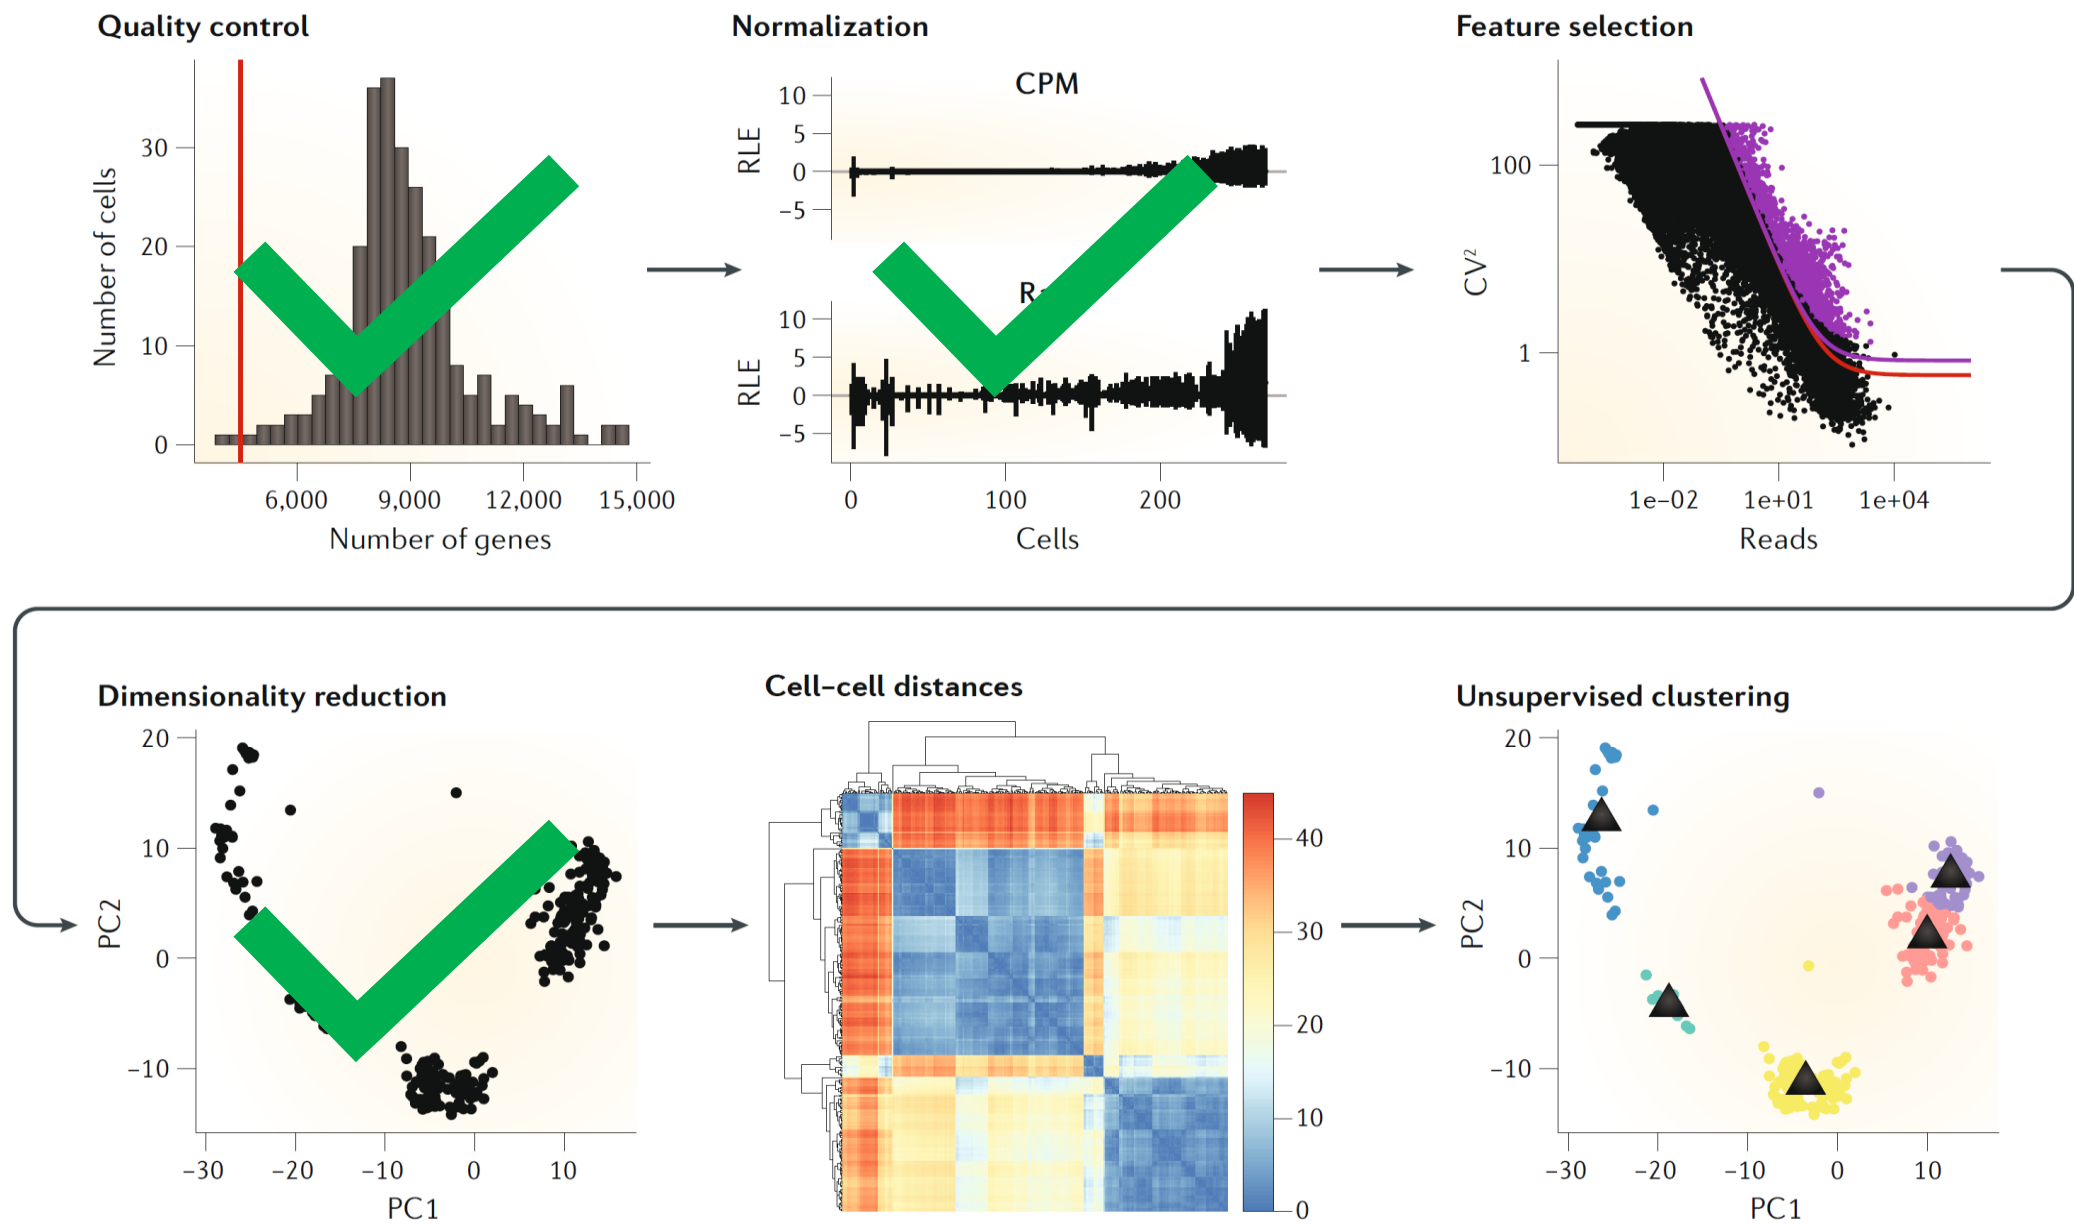 Quality control
Number of cells
30
20
10
0
6,000 9,000 12,000 15,000
Number of genes
Normalization
CPM
RLE
10
5
0
−5
RLE
10
5
0
−5
0 100 200
Cells
Feature selection
CV²
100
1
1e−02 1e+01 1e+04
Reads
Dimensionality reduction
PC2
20
10
0
−10
−30 −20 −10 0 10
PC1
Cell–cell distances
40
30
20
10
0
Unsupervised clustering
PC2
20
10
0
−10
−30 −20 −10 0 10
PC1